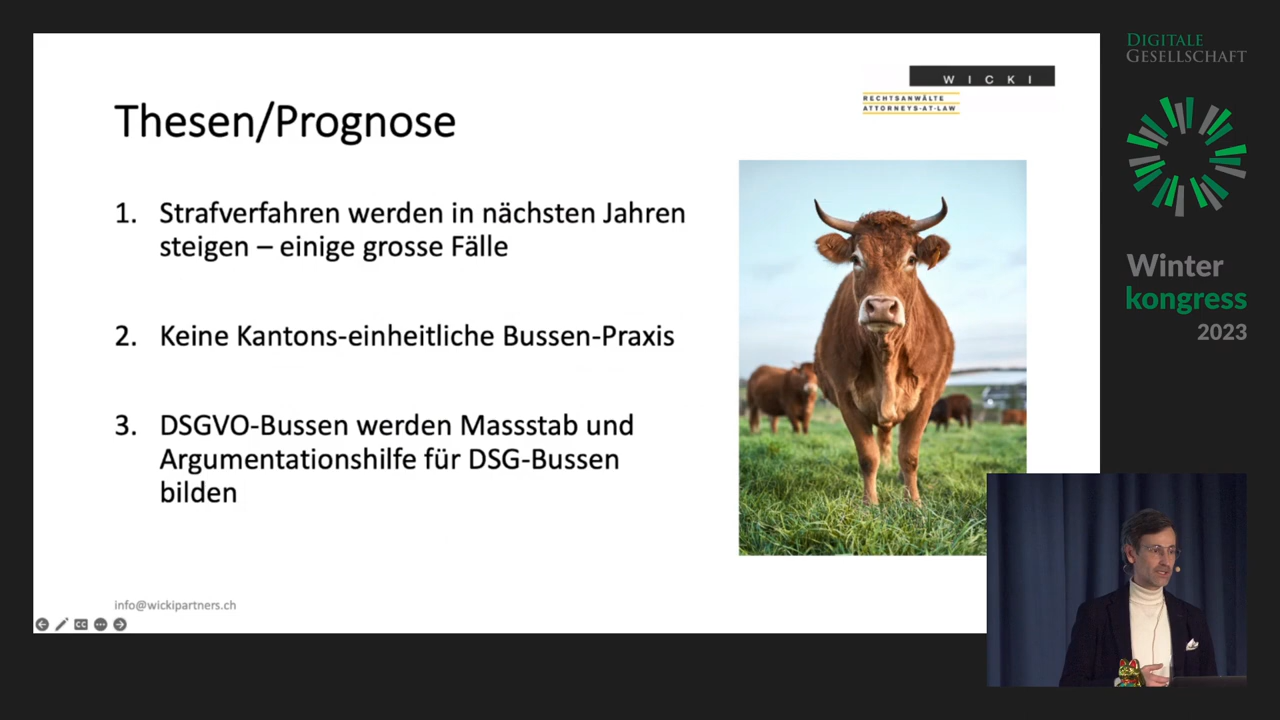 WICKI
RECHTSANWÄLTE
ATTORNEYS-AT-LAW
Thesen/Prognose
1. Strafverfahren werden in nächsten Jahren
steigen – einige grosse Fälle
2. Keine Kantons-einheitliche Bussen-Praxis
3. DSGVO-Bussen werden Massstab und
Argumentationshilfe für DSG-Bussen
bilden
info@wickipartners.ch
CC
DIGITALE
GESELLSCHAFT
Winter
kongress
2023